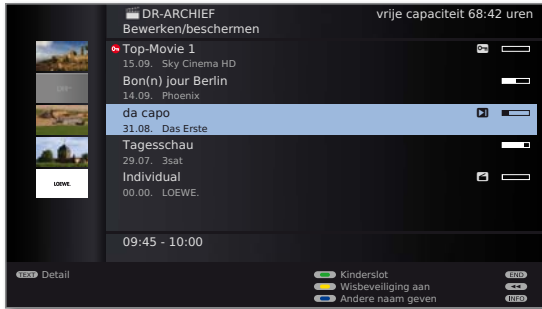 DR-ARCHIEF vrije capaciteit 68:42 uren
Bewerken/beschermen
Top-Movie 1
15.09. Sky Cinema HD
Bon(n) jour Berlin
14.09. Phoenix
da capo
31.08. Das Erste
Tagesschau
29.07. 3sat
Individual
00.00. LOEWE.
LOEWE.
09:45 - 10:00
TEXT Detail
Kinderslot END
Wisbeveiliging aan
Andere naam geven INFO